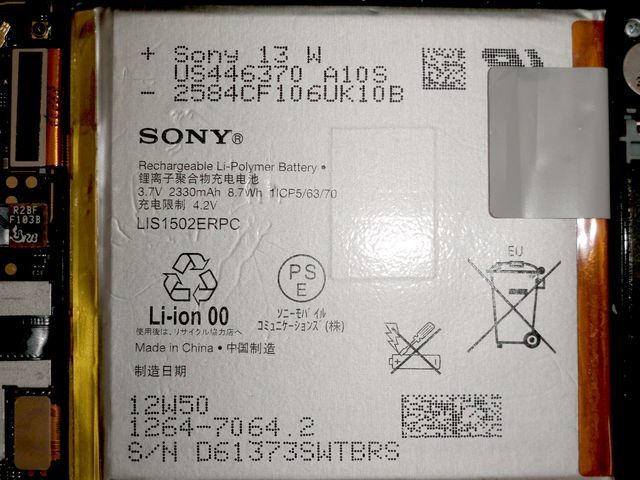 + Sony 13 W
US446370 A10S
- 2584CF106UK10B
SONY®
Rechargeable Li-Polymer Battery
锂离子聚合物充电电池
3.7V 2330mAh 8.7Wh 1ICP5/63/70
充电限制 4.2V
LIS1502ERPC
R2BF
F103B
PS
E
EU
Li-ion 00
使用後は、リサイクル協力店へ
ソニーモバイル
コミュニケーションズ(株)
Made in China • 中国制造
制造日期
12W50
1264-7064.2
S/N D61373SWTBRS